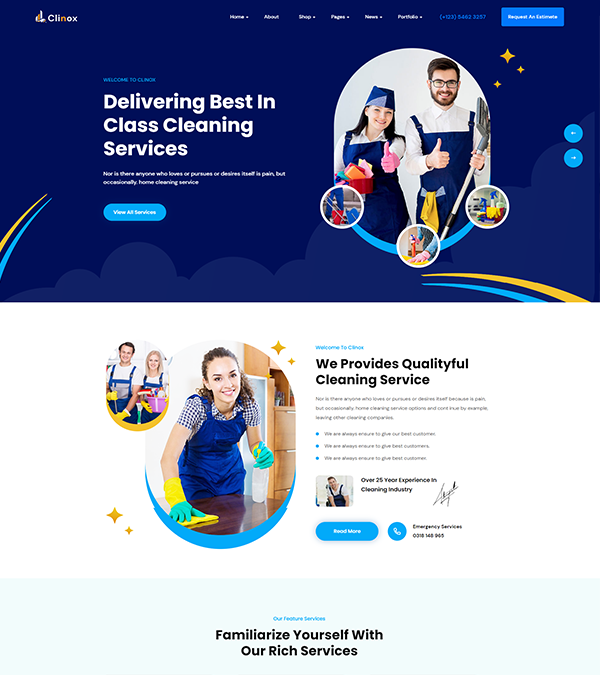 Clinox
Home
About
Shop
Pages
News
Portfolio
(+123) 5462 3257
Request An Estimate
WELCOME TO CLINOX
Delivering Best In
Class Cleaning
Services
Nor is there anyone who loves or pursues or desires itself is pain, but
occasionally. home cleaning service
View All Services
Welcome To Clinox
We Provides Qualityful
Cleaning Service
Nor is there anyone who loves or pursues or desires itself because is pain,
but occasionally. home cleaning service options and cont inue by example,
leaving other cleaning comparties.
We are always ensure to give our best customer.
We are always ensure to give best customers.
We are always ensure to give best customer.
Over 25 Year Experience In
Cleaning Industry
Read More
Emergency Services
0318 148 965
Our Feature Services
Familiarize Yourself With
Our Rich Services